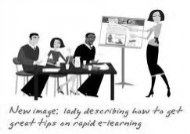 New image; lady describing how to get
great tips on rapid e-learning